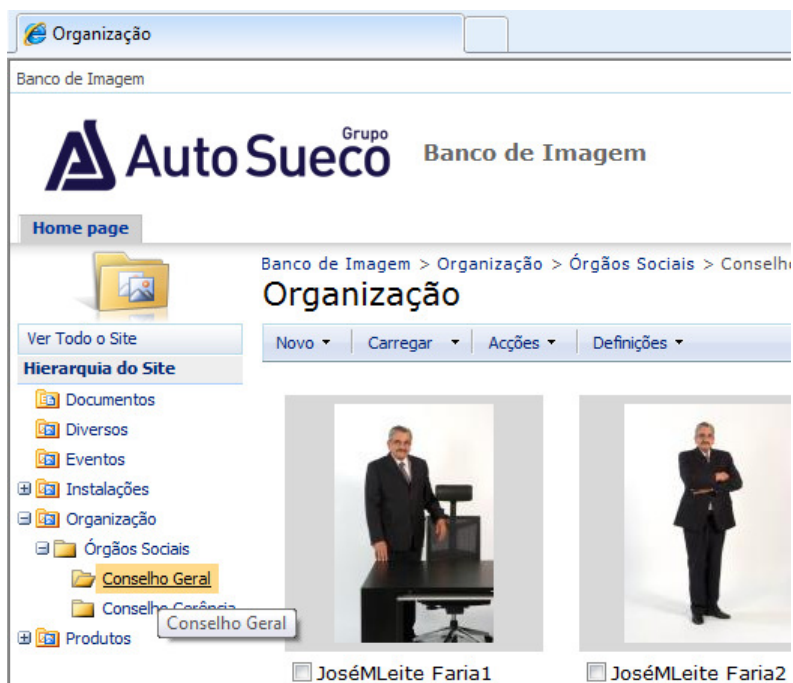 Organização
Banco de Imagem
Grupo
Auto Sueco
Banco de Imagem
Home page
Banco de Imagem > Organização > Órgãos Sociais > Conselho
Organização
Ver Todo o Site
Novo Carregar Acções Definições
Hierarquia do Site
Documentos
Diversos
Eventos
Instalações
Organização
Órgãos Sociais
Conselho Geral
Conselho Gerência
Conselho Geral
Produtos
JoséMLeite Faria1
JoséMLeite Faria2